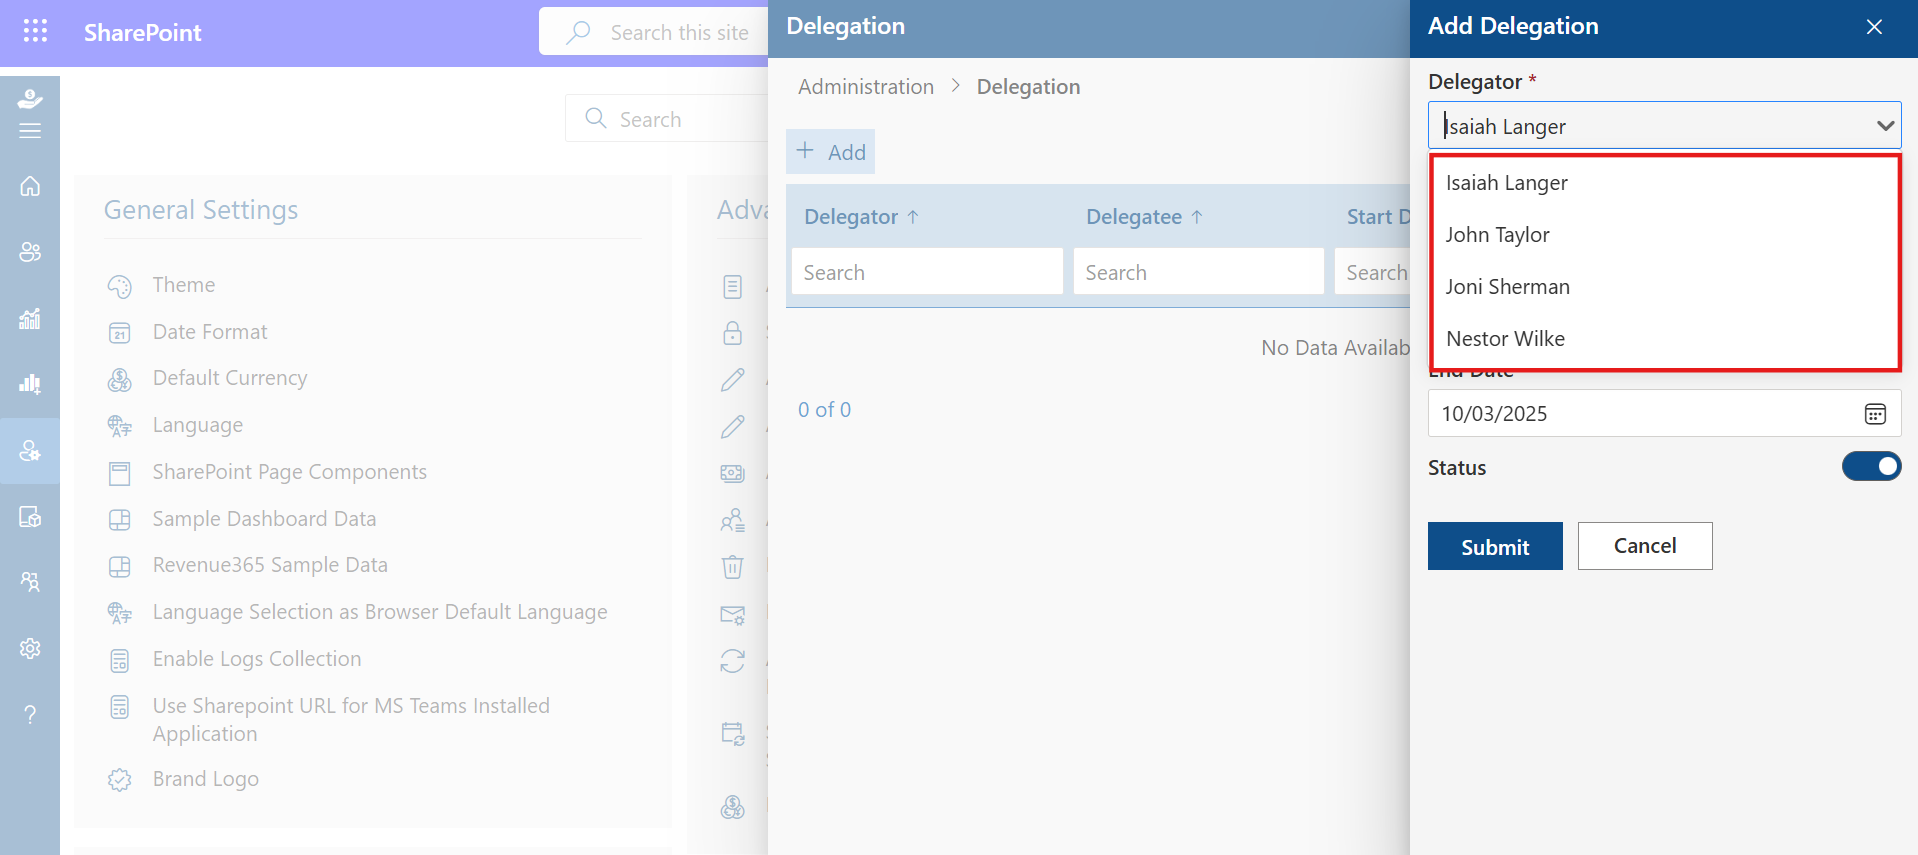 SharePoint
Search this site
Search
General Settings
Theme
Date Format
Default Currency
Language
SharePoint Page Components
Sample Dashboard Data
Revenue365 Sample Data
Language Selection as Browser Default Language
Enable Logs Collection
Use Sharepoint URL for MS Teams Installed
Application
Brand Logo
Delegation
Administration > Delegation
+ Add
Delegator ↑ Delegatee ↑ Start D
Search Search Search
No Data Availab
0 of 0
Add Delegation
Delegator *
Isaiah Langer
Isaiah Langer
John Taylor
Joni Sherman
Nestor Wilke
End Date
10/03/2025
Status
Submit Cancel